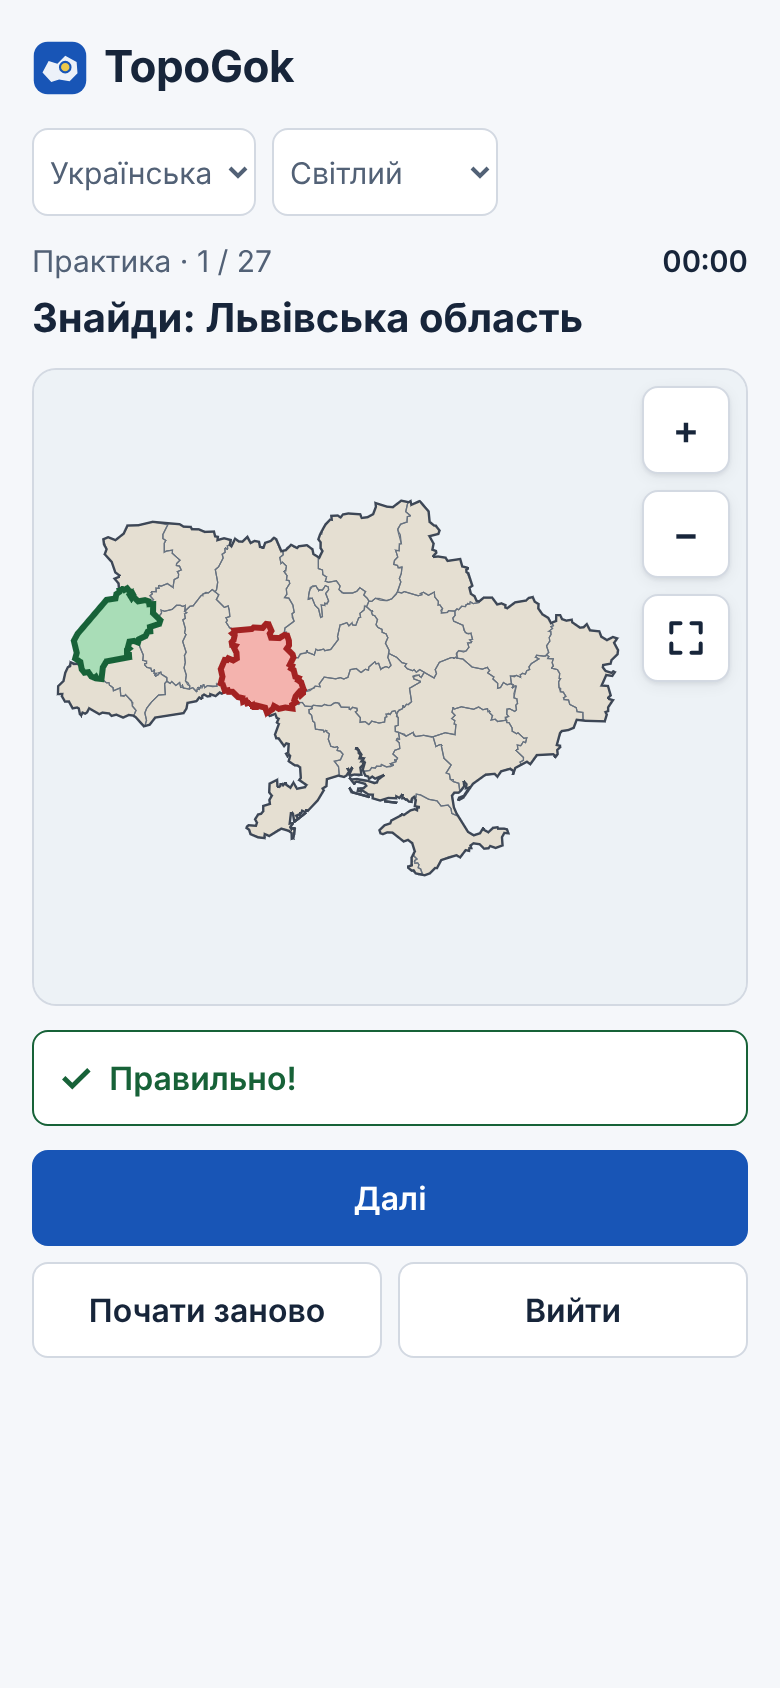 TopoGok
Українська Світлий
Практика · 1 / 27 00:00
Знайди: Львівська область
+
−
✓ Правильно!
Далі
Почати заново Вийти